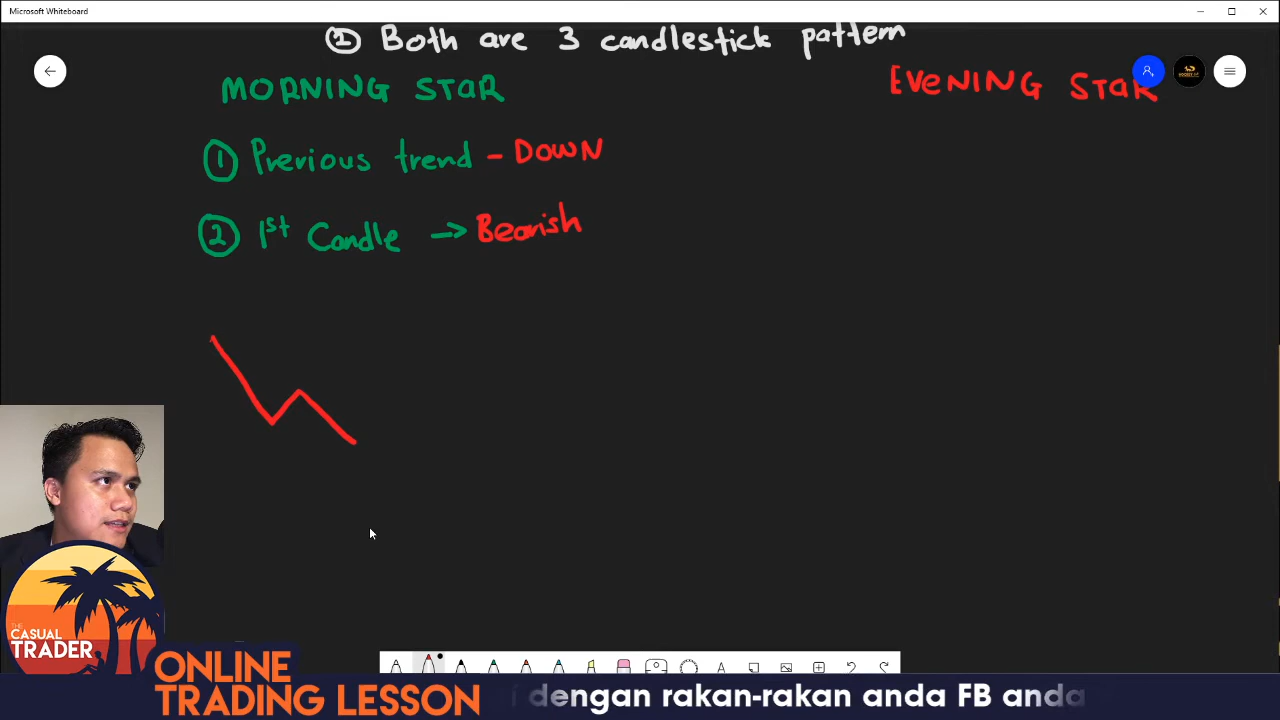 Microsoft Whiteboard
② Both are 3 candlestick pattern
MORNING STAR
EVENING STAR
① Previous trend - DOWN
② 1st Candle → Bearish
THE
CASUAL
TRADER
ONLINE
TRADING LESSON
dengan rakan-rakan anda FB anda